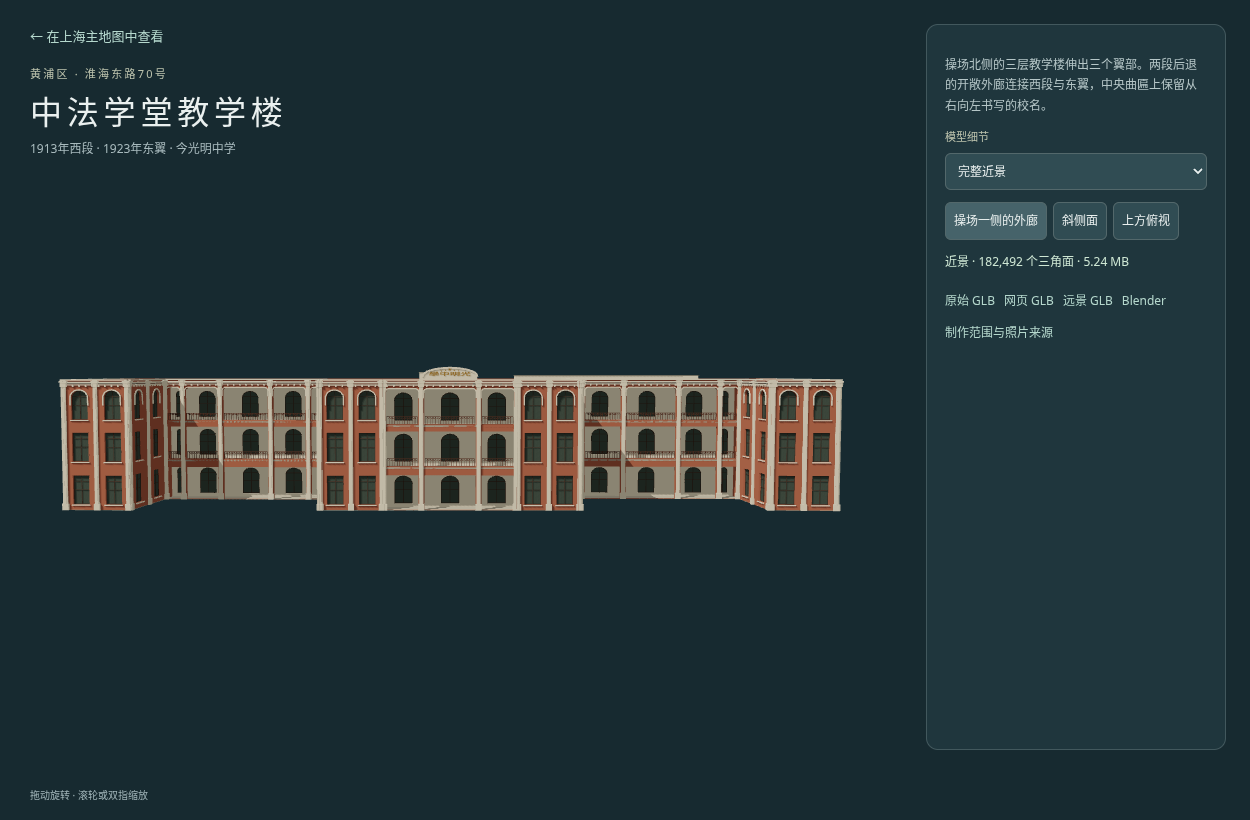 ← 在上海主地图中查看
黄浦区 · 淮海东路70号
中法学堂教学楼
1913年西段 · 1923年东翼 · 今光明中学
操场北侧的三层教学楼伸出三个翼部。两段后退
的开敞外廊连接西段与东翼，中央曲匾上保留从
右向左书写的校名。
模型细节
完整近景
操场一侧的外廊 斜侧面 上方俯视
近景 · 182,492 个三角面 · 5.24 MB
原始 GLB 网页 GLB 远景 GLB Blender
制作范围与照片来源
拖动旋转 · 滚轮或双指缩放